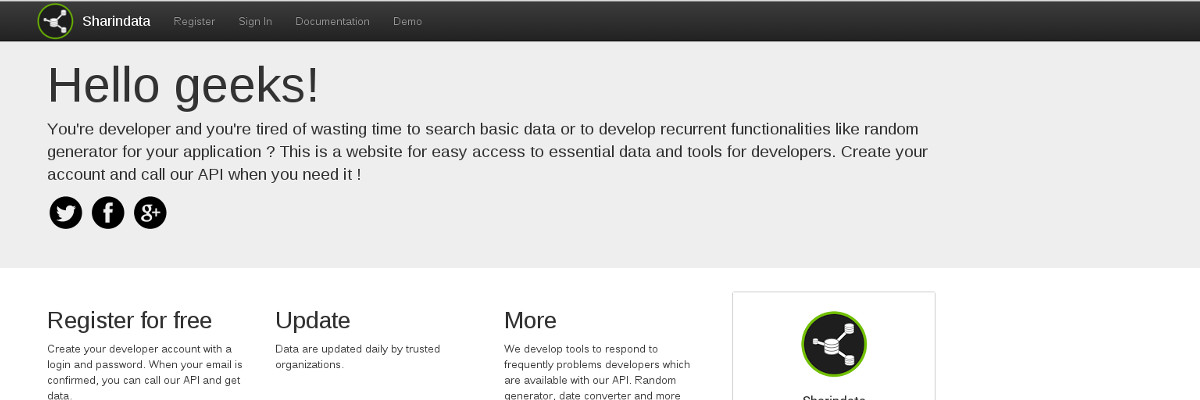 Sharindata Register Sign In Documentation Demo
Hello geeks!
You're developer and you're tired of wasting time to search basic data or to develop recurrent functionalities like random
generator for your application ? This is a website for easy access to essential data and tools for developers. Create your
account and call our API when you need it !
Register for free
Create your developer account with a
login and password. When your email is
confirmed, you can call our API and get
data.
Update
Data are updated daily by trusted
organizations.
More
We develop tools to respond to
frequently problems developers which
are available with our API. Random
generator, date converter and more
Sharindata